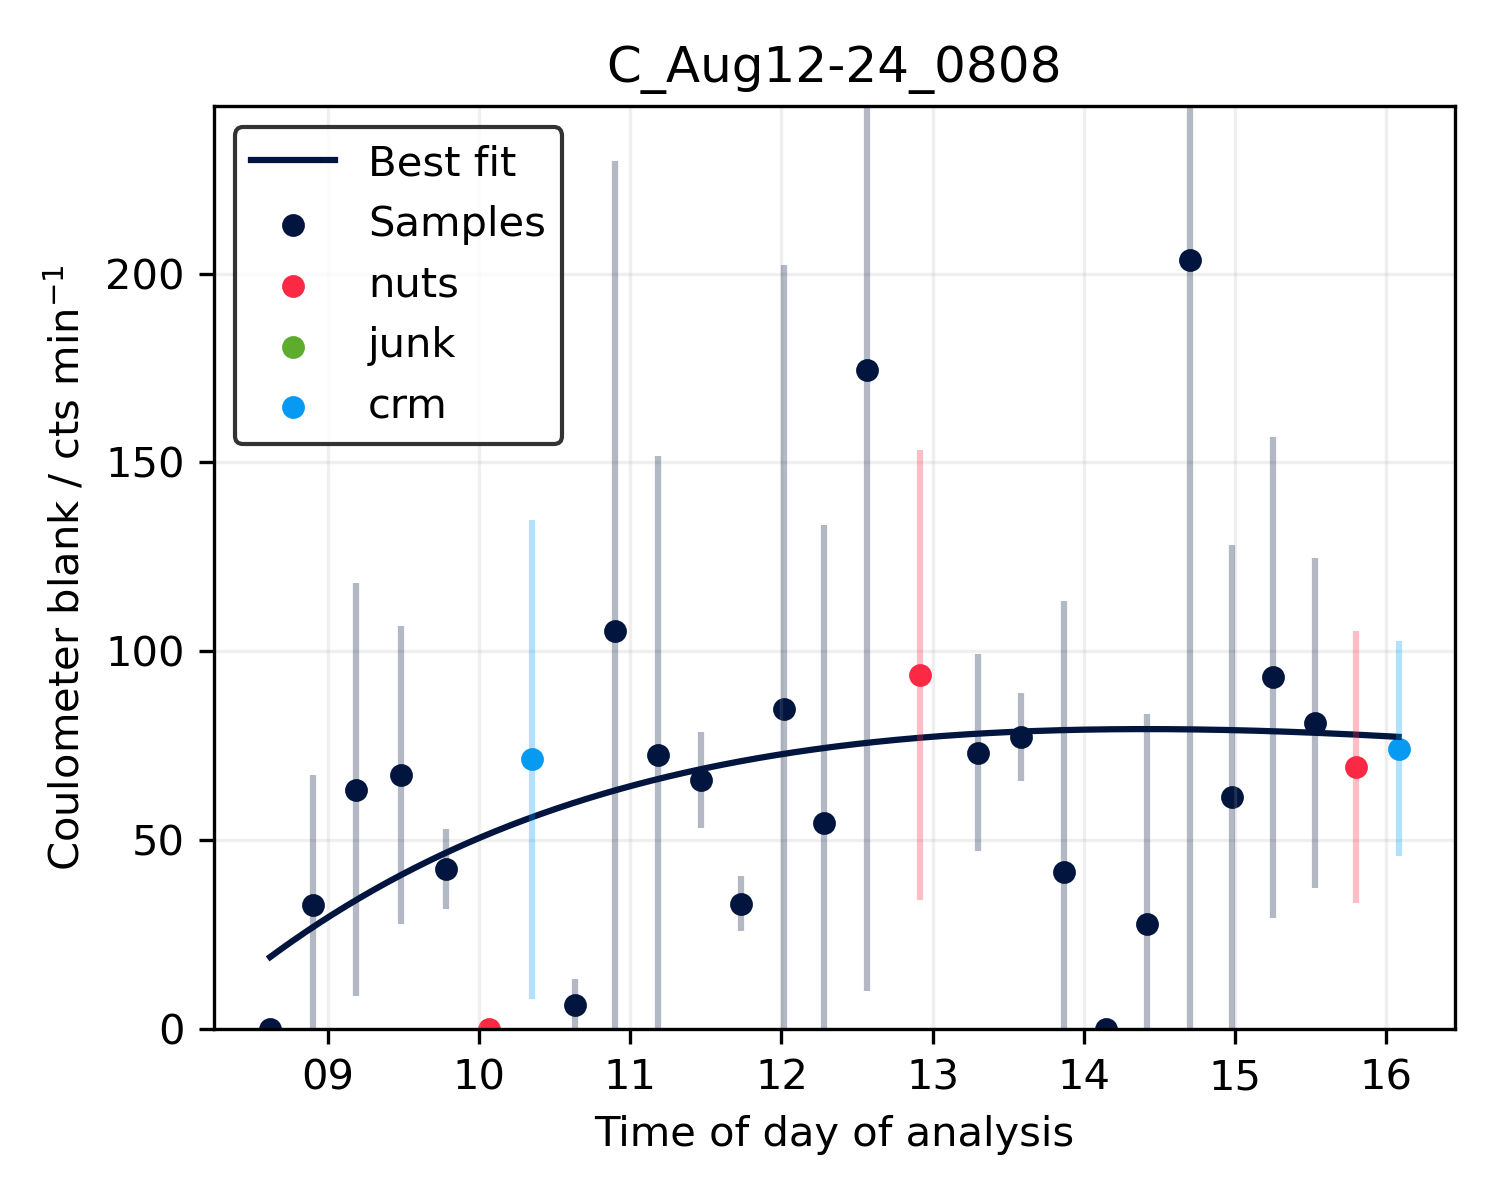 C_Aug12-24_0808
Best fit
Samples
nuts
junk
crm
Coulometer blank / cts min⁻¹
200
150
100
50
0
09 10 11 12 13 14 15 16
Time of day of analysis